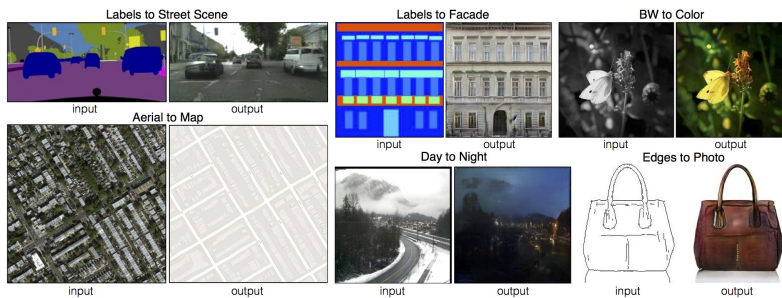 Labels to Street Scene
input
output
Aerial to Map
input
output
Labels to Facade
input
output
BW to Color
input
output
Day to Night
input
output
Edges to Photo
input
output